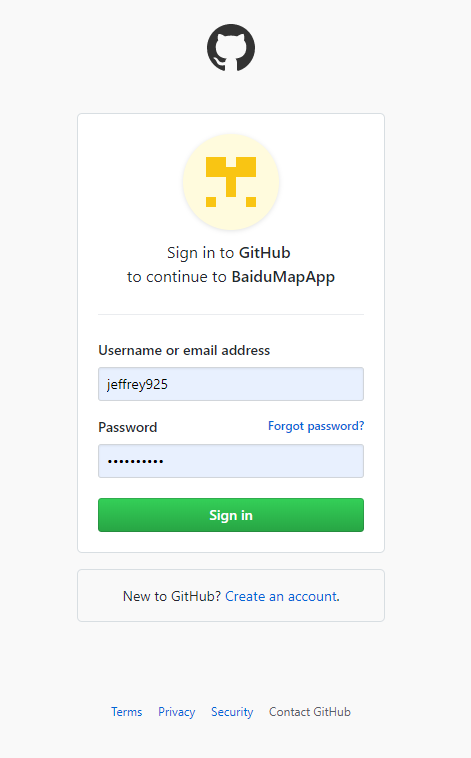 Sign in to GitHub
to continue to BaiduMapApp
Username or email address
jeffrey925
Password Forgot password?
••••••••••
Sign in
New to GitHub? Create an account.
Terms Privacy Security Contact GitHub